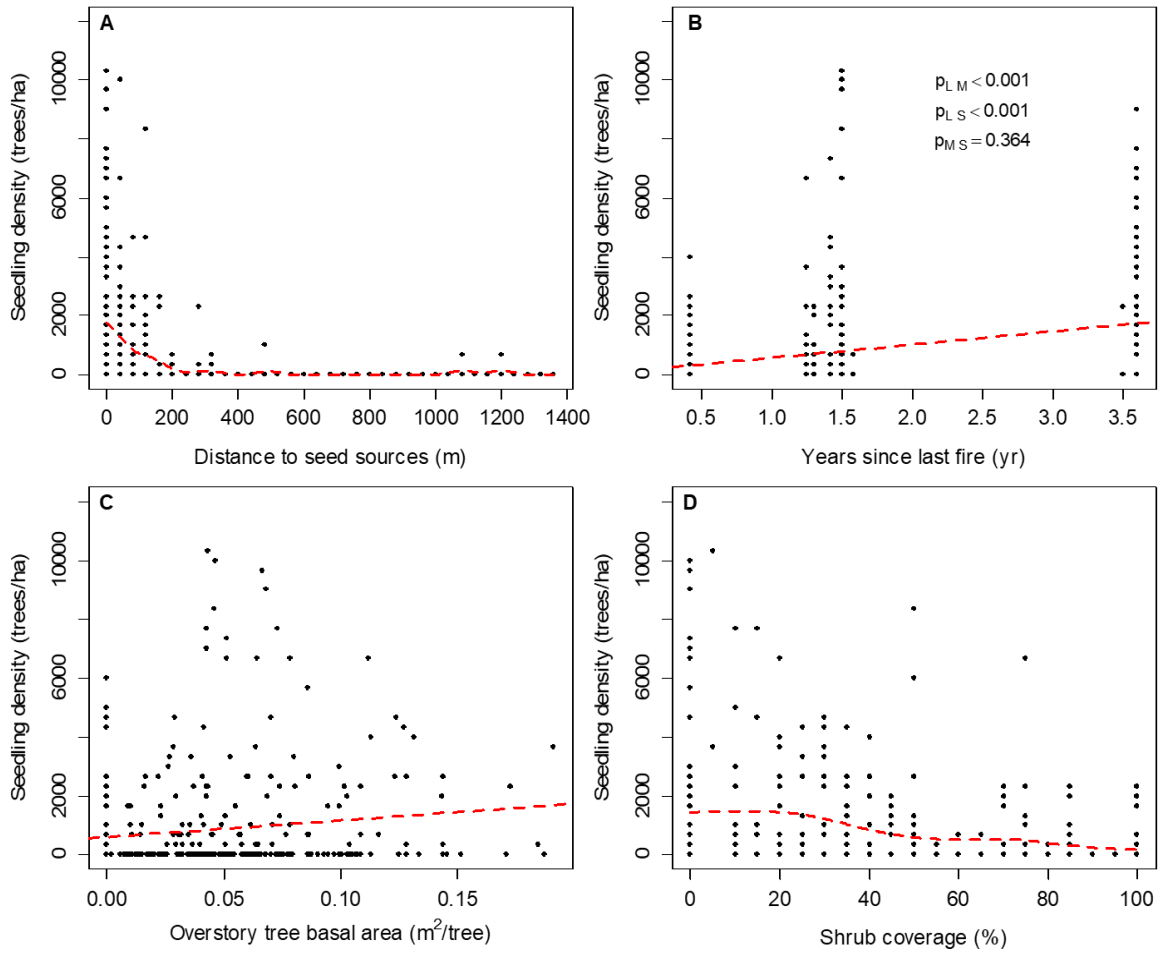 A
Seedling density (trees/ha)
0 2000 6000 10000
0 200 400 600 800 1000 1200 1400
Distance to seed sources (m)
B
p L M < 0.001
p L S < 0.001
p M S = 0.364
Seedling density (trees/ha)
0 2000 6000 10000
0.5 1.0 1.5 2.0 2.5 3.0 3.5
Years since last fire (yr)
C
Seedling density (trees/ha)
0 2000 6000 10000
0.00 0.05 0.10 0.15
Overstory tree basal area (m²/tree)
D
Seedling density (trees/ha)
0 2000 6000 10000
0 20 40 60 80 100
Shrub coverage (%)